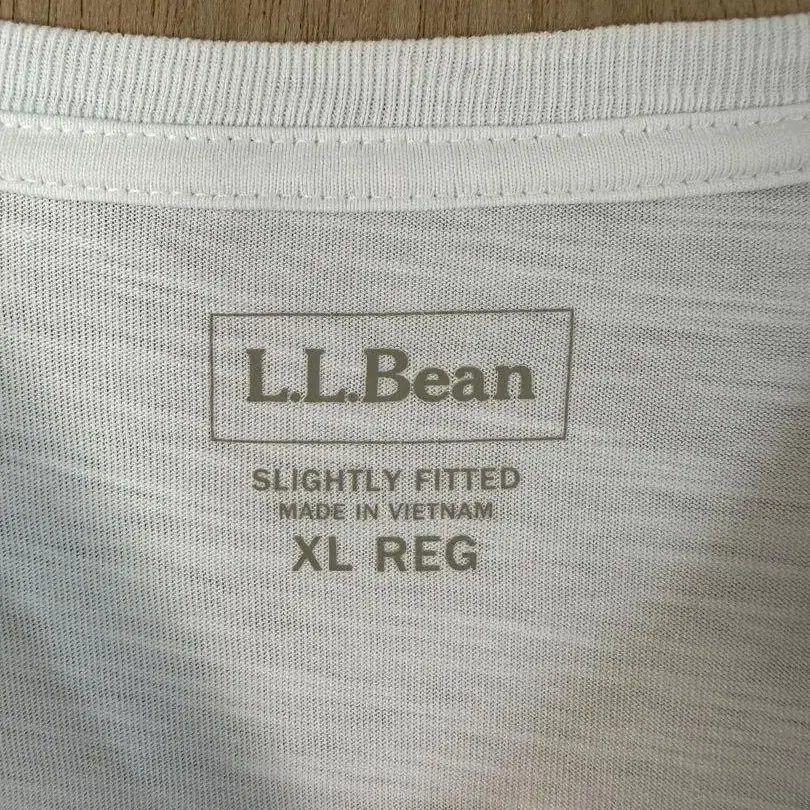 L.L.Bean
SLIGHTLY FITTED
MADE IN VIETNAM
XL REG